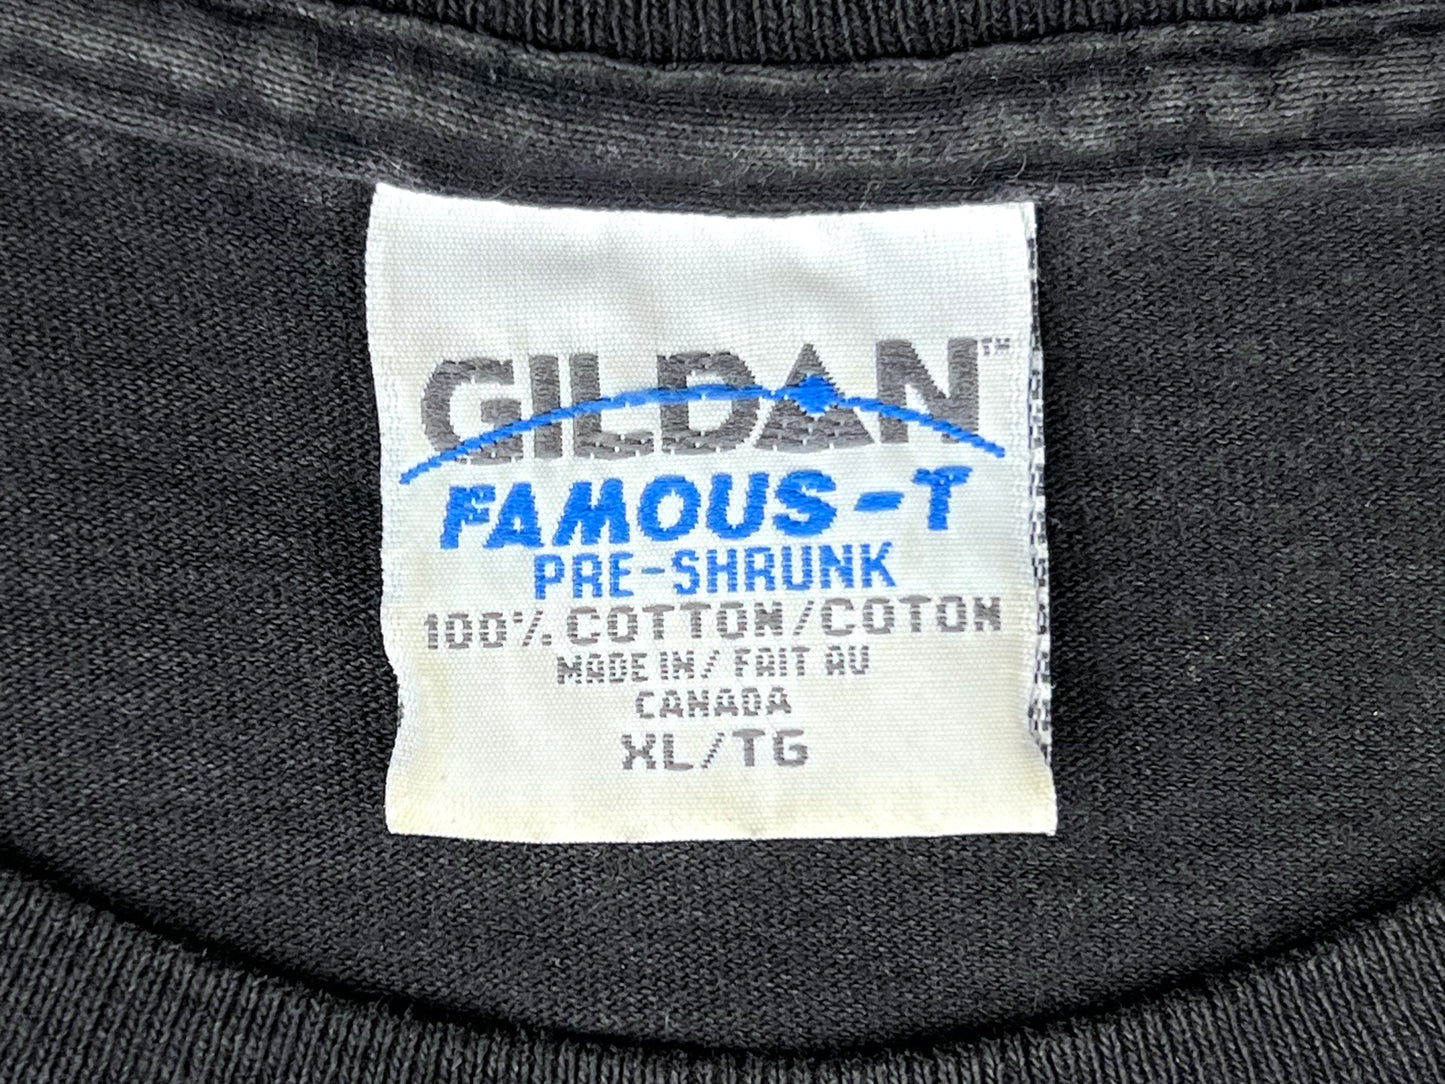 GILDAN™
FAMOUS-T
PRE-SHRUNK
100% COTTON/COTON
MADE IN/FAIT AU
CANADA
XL/TG